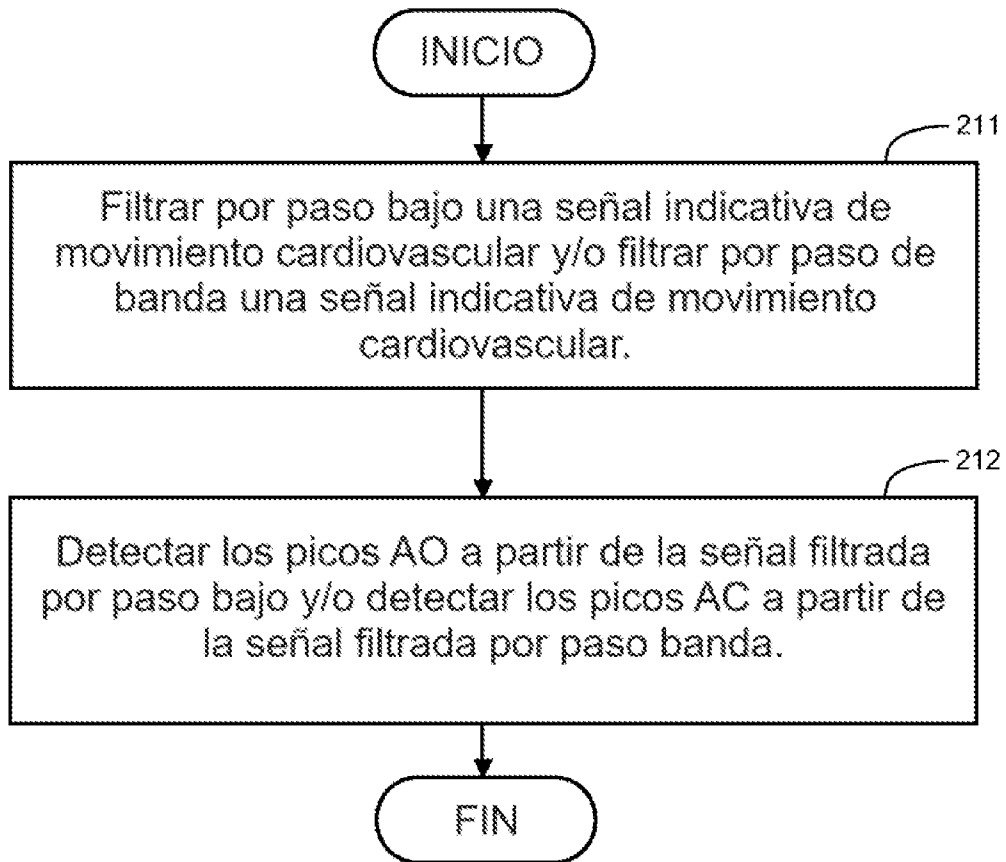 INICIO
211
Filtrar por paso bajo una señal indicativa de
movimiento cardiovascular y/o filtrar por paso de
banda una señal indicativa de movimiento
cardiovascular.
212
Detectar los picos AO a partir de la señal filtrada
por paso bajo y/o detectar los picos AC a partir de
la señal filtrada por paso banda.
FIN